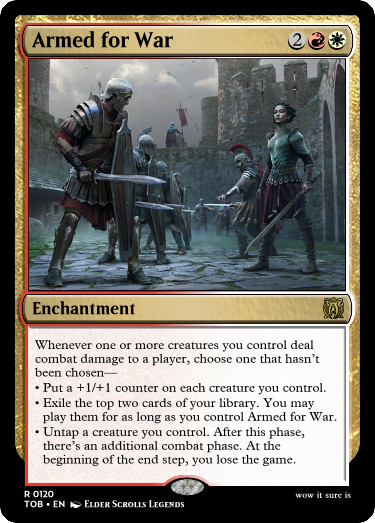 Armed for War
2
Enchantment
Whenever one or more creatures you control deal
combat damage to a player, choose one that hasn't
been chosen—
• Put a +1/+1 counter on each creature you control.
• Exile the top two cards of your library. You may
play them for as long as you control Armed for War.
• Untap a creature you control. After this phase,
there's an additional combat phase. At the
beginning of the end step, you lose the game.
R 0120
TOB • EN Elder Scrolls Legends
wow it sure is